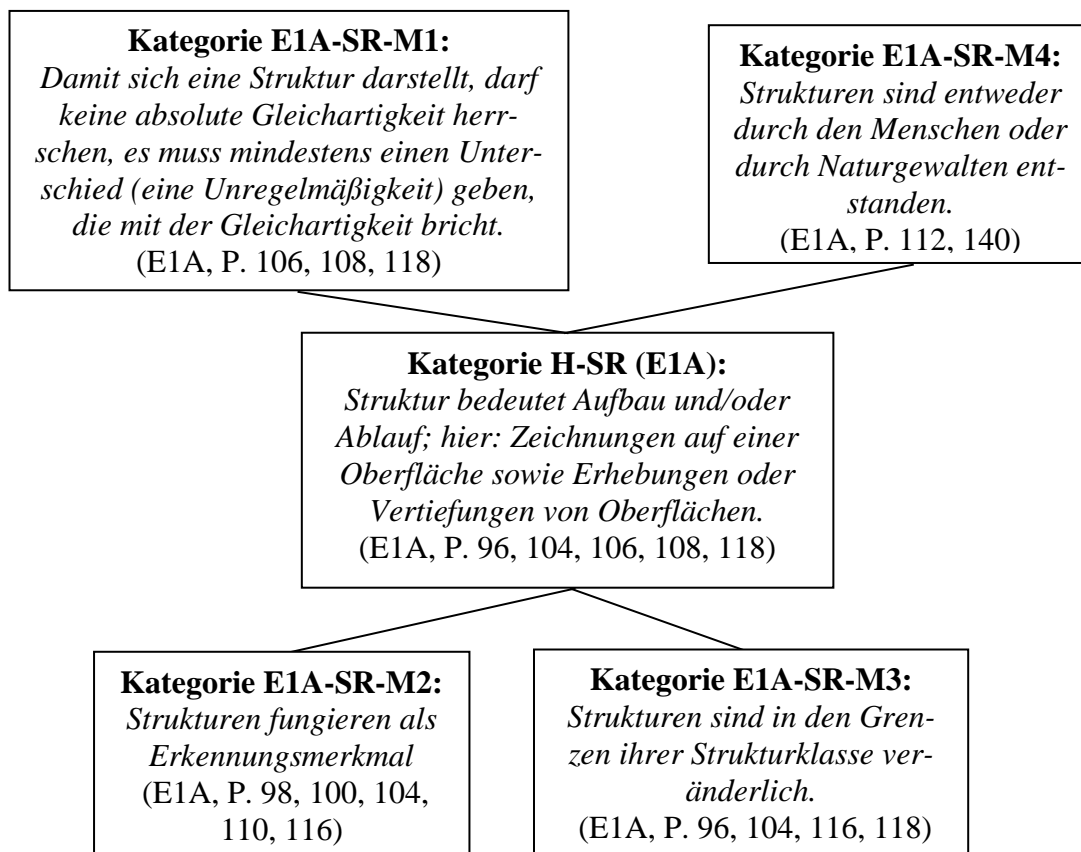 Kategorie E1A-SR-M1:
Damit sich eine Struktur darstellt, darf
keine absolute Gleichartigkeit herr-
schen, es muss mindestens einen Unter-
schied (eine Unregelmäßigkeit) geben,
die mit der Gleichartigkeit bricht.
(E1A, P. 106, 108, 118)
Kategorie E1A-SR-M4:
Strukturen sind entweder
durch den Menschen oder
durch Naturgewalten ent-
standen.
(E1A, P. 112, 140)
Kategorie H-SR (E1A):
Struktur bedeutet Aufbau und/oder
Ablauf; hier: Zeichnungen auf einer
Oberfläche sowie Erhebungen oder
Vertiefungen von Oberflächen.
(E1A, P. 96, 104, 106, 108, 118)
Kategorie E1A-SR-M2:
Strukturen fungieren als
Erkennungsmerkmal
(E1A, P. 98, 100, 104,
110, 116)
Kategorie E1A-SR-M3:
Strukturen sind in den Gren-
zen ihrer Strukturklasse ver-
änderlich.
(E1A, P. 96, 104, 116, 118)